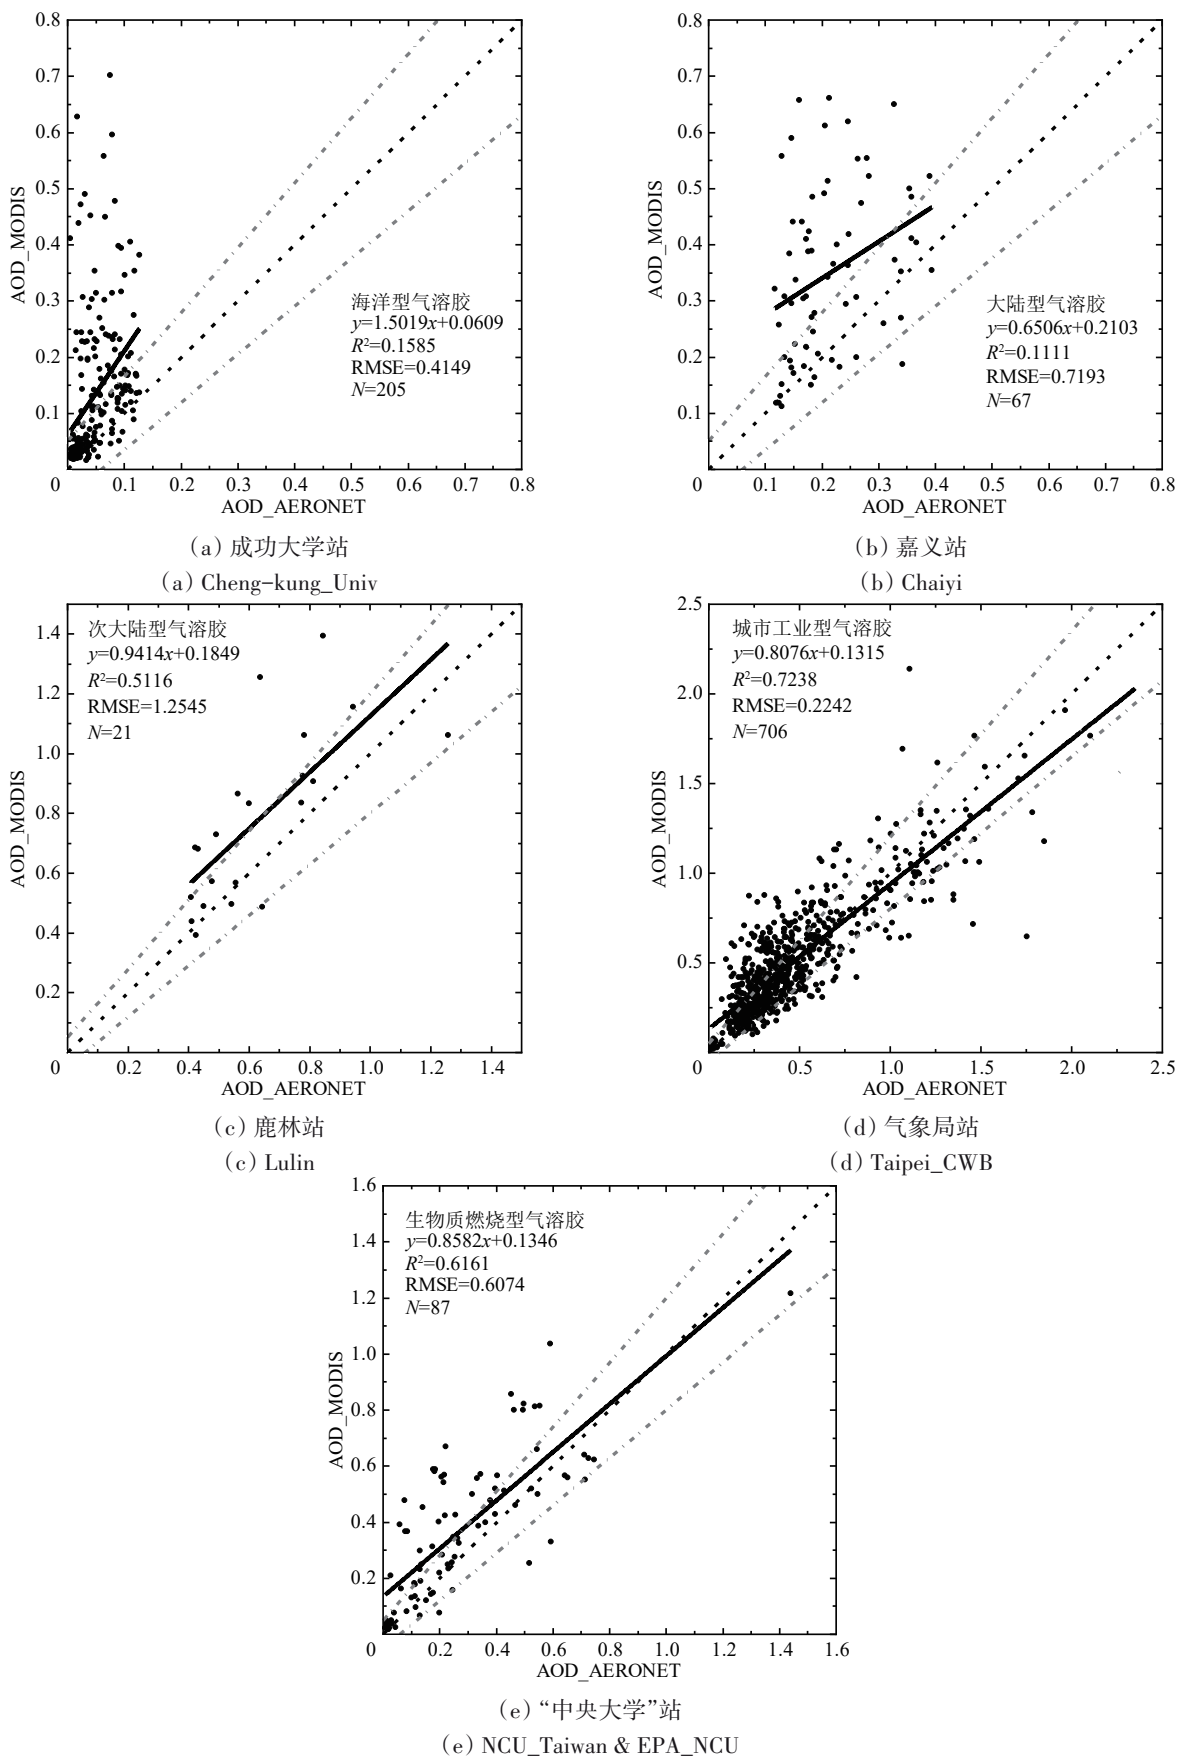 0.8
0.7
0.6
0.5
0.4
0.3
0.2
0.1
AOD_MODIS
海洋型气溶胶
y=1.5019x+0.0609
R²=0.1585
RMSE=0.4149
N=205
0 0.1 0.2 0.3 0.4 0.5 0.6 0.7 0.8
AOD_AERONET
(a) 成功大学站
(a) Cheng-kung_Univ
0.8
0.7
0.6
0.5
0.4
0.3
0.2
0.1
AOD_MODIS
大陆型气溶胶
y=0.6506x+0.2103
R²=0.1111
RMSE=0.7193
N=67
0 0.1 0.2 0.3 0.4 0.5 0.6 0.7 0.8
AOD_AERONET
(b) 嘉义站
(b) Chaiyi
1.4
1.2
1.0
0.8
0.6
0.4
0.2
AOD_MODIS
次大陆型气溶胶
y=0.9414x+0.1849
R²=0.5116
RMSE=1.2545
N=21
0 0.2 0.4 0.6 0.8 1.0 1.2 1.4
AOD_AERONET
(c) 鹿林站
(c) Lulin
2.5
2.0
1.5
1.0
0.5
AOD_MODIS
城市工业型气溶胶
y=0.8076x+0.1315
R²=0.7238
RMSE=0.2242
N=706
0 0.5 1.0 1.5 2.0 2.5
AOD_AERONET
(d) 气象局站
(d) Taipei_CWB
1.6
1.4
1.2
1.0
0.8
0.6
0.4
0.2
AOD_MODIS
生物质燃烧型气溶胶
y=0.8582x+0.1346
R²=0.6161
RMSE=0.6074
N=87
0 0.2 0.4 0.6 0.8 1.0 1.2 1.4 1.6
AOD_AERONET
(e) “中央大学”站
(e) NCU_Taiwan & EPA_NCU